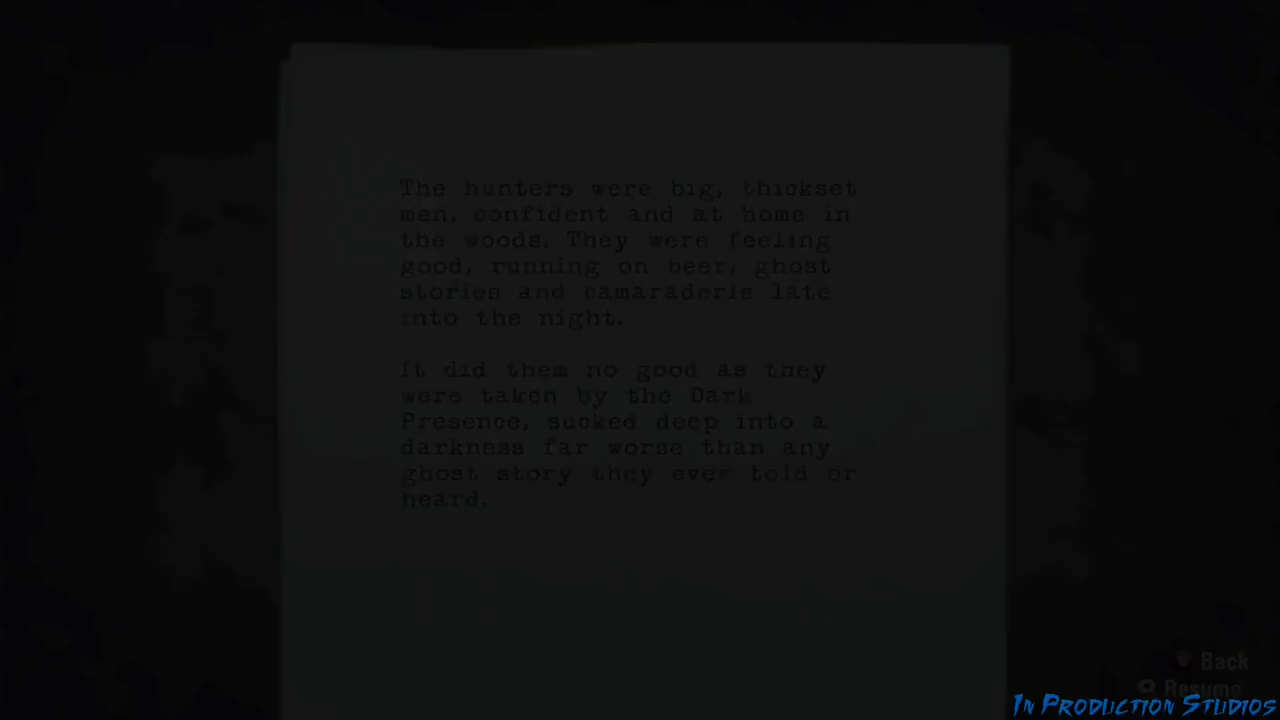 The hunters were big, thickset
men, confident and at home in
the woods. They were feeling
good, running on beer, ghost
stories and camaraderie late
into the night.
It did them no good as they
were taken by the Dark
Presence, sucked deep into a
darkness far worse than any
ghost story they ever told or
heard.
Back
Resume
In Production Studios